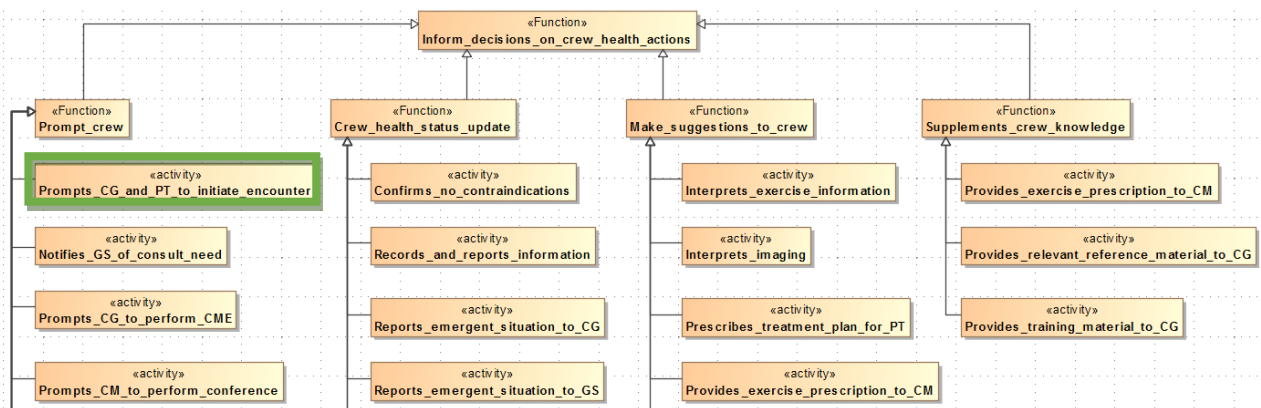 «Function»
Inform_decisions_on_crew_health_actions
«Function»
Prompt_crew
«Function»
Crew_health_status_update
«Function»
Make_suggestions_to_crew
«Function»
Supplements_crew_knowledge
«activity»
Prompts_CG_and_PT_to_initiate_encounter
«activity»
Confirms_no_contraindications
«activity»
Interprets_exercise_information
«activity»
Provides_exercise_prescription_to_CM
«activity»
Notifies_GS_of_consult_need
«activity»
Records_and_reports_information
«activity»
Interprets_imaging
«activity»
Provides_relevant_reference_material_to_CG
«activity»
Prompts_CG_to_perform_CME
«activity»
Reports_emergent_situation_to_CG
«activity»
Prescribes_treatment_plan_for_PT
«activity»
Provides_training_material_to_CG
«activity»
Prompts_CM_to_perform_conference
«activity»
Reports_emergent_situation_to_GS
«activity»
Provides_exercise_prescription_to_CM